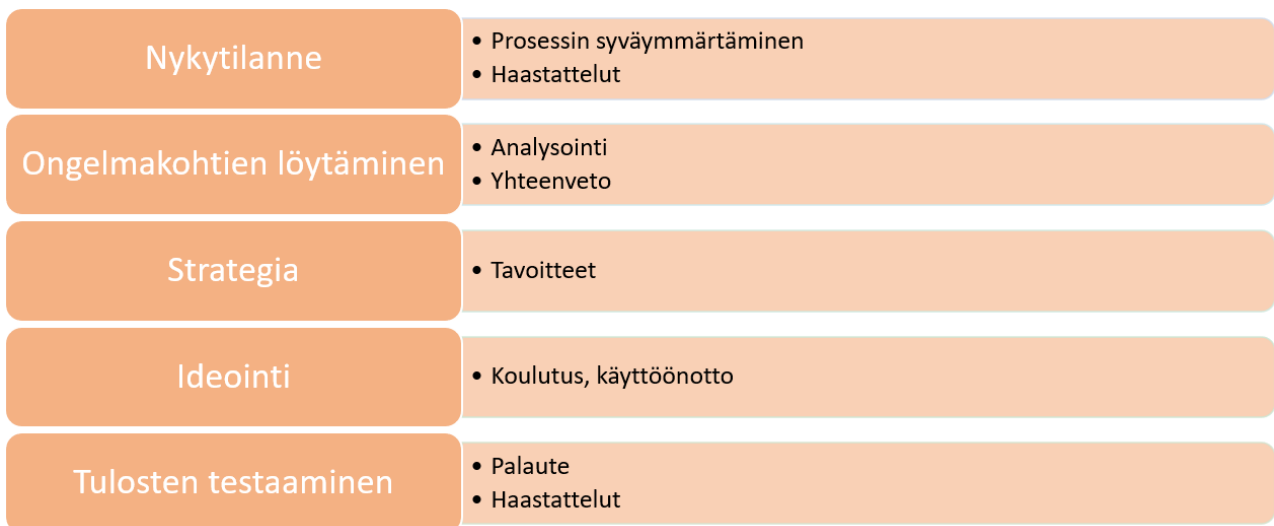 Nykytilanne
• Prosessin syväymmärtäminen
• Haastattelut
Ongelmakohtien löytäminen
• Analysointi
• Yhteenveto
Strategia
• Tavoitteet
Ideointi
• Koulutus, käyttöönotto
Tulosten testaaminen
• Palaute
• Haastattelut